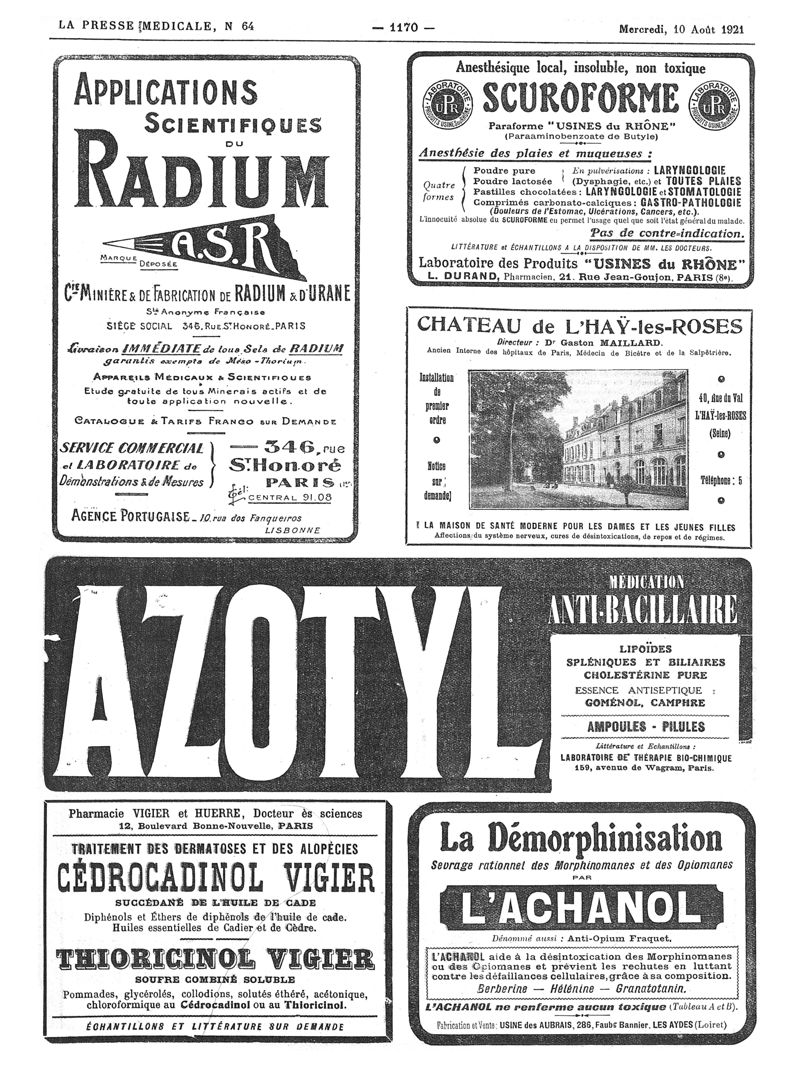 LA PRESSE MEDICALE, N 64
— 1170 —
Mercredi, 10 Août 1921
APPLICATIONS
SCIENTIFIQUES
DU
RADIUM
A.S.R
MARQUE DÉPOSÉE
Cie MINIÈRE & DE FABRICATION DE RADIUM & D'URANE
Sté Anonyme Française
SIÈGE SOCIAL 346, RUE St HONORÉ, PARIS
Livraison IMMÉDIATE de tous Sels de RADIUM
garantis exempts de Méso-Thorium.
APPAREILS MÉDICAUX & SCIENTIFIQUES
Etude gratuite de tous Minerais actifs et de
toute application nouvelle.
CATALOGUE & TARIFS FRANCO SUR DEMANDE
SERVICE COMMERCIAL
et LABORATOIRE de
Démonstrations & de Mesures
— 346, rue
St Honoré
PARIS
Tél: CENTRAL 91.08
AGENCE PORTUGAISE _ 10, rua dos Fanqueiros
LISBONNE
Anesthésique local, insoluble, non toxique
LABORATOIRE UPR PRODUITS USINES du RHÔNE
SCUROFORME
LABORATOIRE UPR PRODUITS USINES du RHÔNE
Paraforme "USINES du RHÔNE"
(Paraaminobenzoate de Butyle)
Anesthésie des plaies et muqueuses :
Quatre formes
Poudre pure
Poudre lactosée
En pulvérisations : LARYNGOLOGIE
(Dysphagie, etc.) et TOUTES PLAIES
Pastilles chocolatées : LARYNGOLOGIE et STOMATOLOGIE
Comprimés carbonato-calciques : GASTRO-PATHOLOGIE
(Douleurs de l'Estomac, Ulcérations, Cancers, etc.).
L'innocuité absolue du SCUROFORME en permet l'usage quel que soit l'état général du malade.
Pas de contre-indication.
LITTÉRATURE et ÉCHANTILLONS A LA DISPOSITION DE MM. LES DOCTEURS.
Laboratoire des Produits "USINES du RHÔNE"
L. DURAND, Pharmacien, 21, Rue Jean-Goujon, PARIS (8e).
CHATEAU de L'HAŸ-les-ROSES
Directeur : Dr Gaston MAILLARD.
Ancien Interne des hôpitaux de Paris, Médecin de Bicêtre et de la Salpêtrière.
Installation
de
premier
ordre
Notice
sur
demande
40, Rue du Val
L'HAŸ-les-ROSES
(Seine)
Téléphone : 5
LA MAISON DE SANTÉ MODERNE POUR LES DAMES ET LES JEUNES FILLES
Affections du système nerveux, cures de désintoxications, de repos et de régimes.
AZOTYL
MÉDICATION
ANTI-BACILLAIRE
LIPOÏDES
SPLÉNIQUES ET BILIAIRES
CHOLESTÉRINE PURE
ESSENCE ANTISEPTIQUE :
GOMÉNOL, CAMPHRE
AMPOULES - PILULES
Littérature et Echantillons :
LABORATOIRE DE THÉRAPIE BIO-CHIMIQUE
159, avenue de Wagram, Paris.
Pharmacie VIGIER et HUERRE, Docteur ès sciences
12, Boulevard Bonne-Nouvelle, PARIS
TRAITEMENT DES DERMATOSES ET DES ALOPÉCIES
CÉDROCADINOL VIGIER
SUCCÉDANÉ DE L'HUILE DE CADE
Diphénols et Éthers de diphénols de l'huile de cade.
Huiles essentielles de Cadier et de Cèdre.
THIORICINOL VIGIER
SOUFRE COMBINÉ SOLUBLE
Pommades, glycérolés, collodions, solutés éthéré, acétonique,
chloroformique au Cédrocadinol ou au Thioricinol.
ÉCHANTILLONS ET LITTÉRATURE SUR DEMANDE
La Démorphinisation
Sevrage rationnel des Morphinomanes et des Opiomanes
PAR
L'ACHANOL
Dénommé aussi : Anti-Opium Fraquet.
L'ACHANOL aide à la désintoxication des Morphinomanes
ou des Opiomanes et prévient les rechutes en luttant
contre les défaillances cellulaires, grâce à sa composition.
Berberine — Hélénine — Granatotanin.
L'ACHANOL ne renferme aucun toxique (Tableau A et B).
Fabrication et Vente : USINE des AUBRAIS, 286, Faubg Bannier, LES AYDES (Loiret)